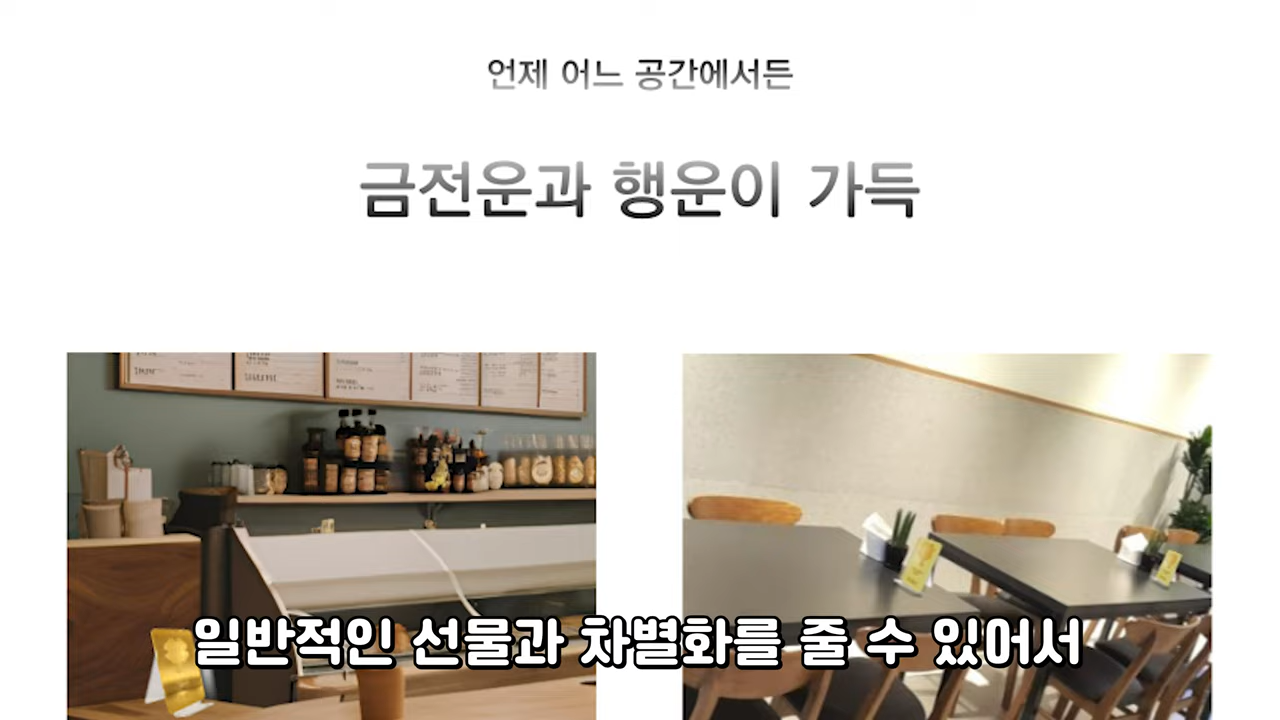 언제 어느 공간에서든
금전운과 행운이 가득
일반적인 선물과 차별화를 줄 수 있어서